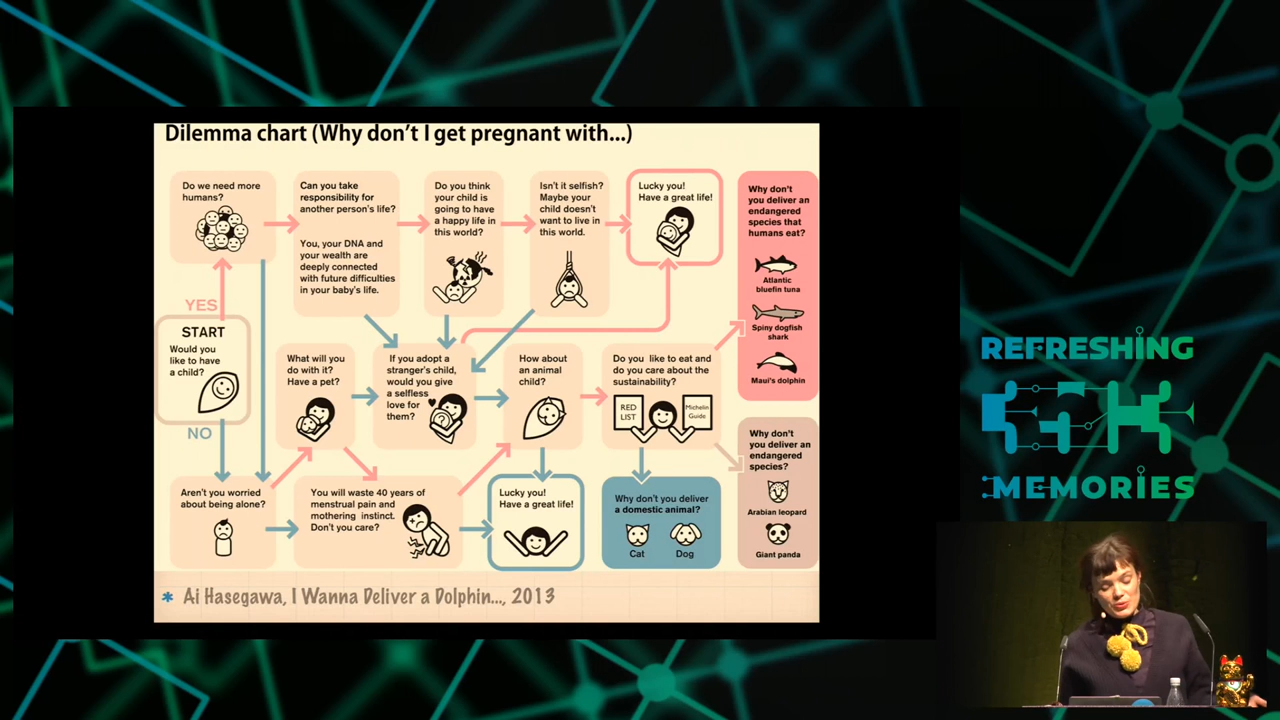 Dilemma chart (Why don't I get pregnant with...)
Do we need more
humans?
Can you take
responsibility for
another person's life?
You, your DNA and
your wealth are
deeply connected
with future difficulties
in your baby's life.
Do you think
your child is
going to have
a happy life in
this world?
Isn't it selfish?
Maybe your
child doesn't
want to live in
this world.
Lucky you!
Have a great life!
Why don't
you deliver an
endangered
species that
humans eat?
Atlantic
bluefin tuna
Spiny dogfish
shark
Maui's dolphin
YES
START
Would you
like to have
a child?
NO
What will you
do with it?
Have a pet?
If you adopt a
stranger's child,
would you give
a selfless
love for
them?
How about
an animal
child?
Do you like to eat and
do you care about the
sustainability?
RED
LIST
Michelin
Guide
Why don't
you deliver an
endangered
species?
Arabian leopard
Giant panda
Aren't you worried
about being alone?
You will waste 40 years of
menstrual pain and
mothering instinct.
Don't you care?
Lucky you!
Have a great life!
Why don't you deliver
a domestic animal?
Cat
Dog
* Ai Hasegawa, I Wanna Deliver a Dolphin..., 2013
REFRESHING
MEMORIES